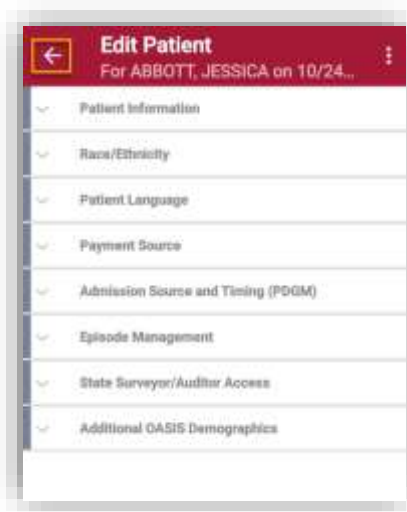 Edit Patient
For ABBOTT, JESSICA on 10/24...
Patient Information
Race/Ethnicity
Patient Language
Payment Source
Admission Source and Timing (PDGM)
Episode Management
State Surveyor/Auditor Access
Additional OASIS Demographics